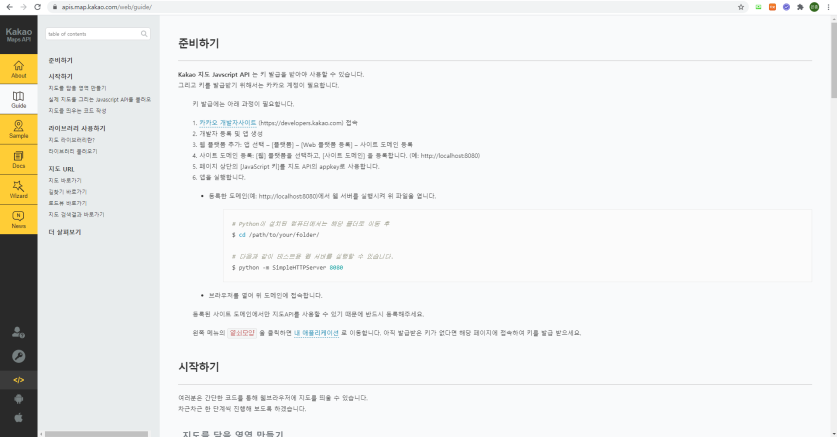 apis.map.kakao.com/web/guide/
Kakao
Maps API
About
Guide
Sample
Docs
Wizard
News
</>
table of contents
준비하기
시작하기
지도를 담을 영역 만들기
실제 지도를 그리는 Javascript API를 불러오
지도를 띄우는 코드 작성
라이브러리 사용하기
지도 라이브러리란?
라이브러리 불러오기
지도 URL
지도 바로가기
길찾기 바로가기
로드뷰 바로가기
지도 검색결과 바로가기
더 살펴보기
준비하기
Kakao 지도 Javscript API 는 키 발급을 받아야 사용할 수 있습니다.
그리고 키를 발급받기 위해서는 카카오 계정이 필요합니다.
키 발급에는 아래 과정이 필요합니다.
1. 카카오 개발자사이트 (https://developers.kakao.com) 접속
2. 개발자 등록 및 앱 생성
3. 웹 플랫폼 추가: 앱 선택 – [플랫폼] – [Web 플랫폼 등록] – 사이트 도메인 등록
4. 사이트 도메인 등록: [웹] 플랫폼을 선택하고, [사이트 도메인] 을 등록합니다. (예: http://localhost:8080)
5. 페이지 상단의 [JavaScript 키]를 지도 API의 appkey로 사용합니다.
6. 앱을 실행합니다.
• 등록한 도메인(예: http://localhost:8080)에서 웹 서버를 실행시켜 위 파일을 엽니다.
# Python이 설치된 컴퓨터에서는 해당 폴더로 이동 후
$ cd /path/to/your/folder/
# 다음과 같이 테스트용 웹 서버를 실행할 수 있습니다.
$ python -m SimpleHTTPServer 8080
• 브라우저를 열어 위 도메인에 접속합니다.
등록된 사이트 도메인에서만 지도API를 사용할 수 있기 때문에 반드시 등록해주세요.
왼쪽 메뉴의 열쇠모양 을 클릭하면 내 애플리케이션 로 이동합니다. 아직 발급받은 키가 없다면 해당 페이지에 접속하여 키를 발급 받으세요.
시작하기
여러분은 간단한 코드를 통해 웹브라우저에 지도를 띄울 수 있습니다.
차근차근 한 단계씩 진행해 보도록 하겠습니다.
지도를 담을 영역 만들기